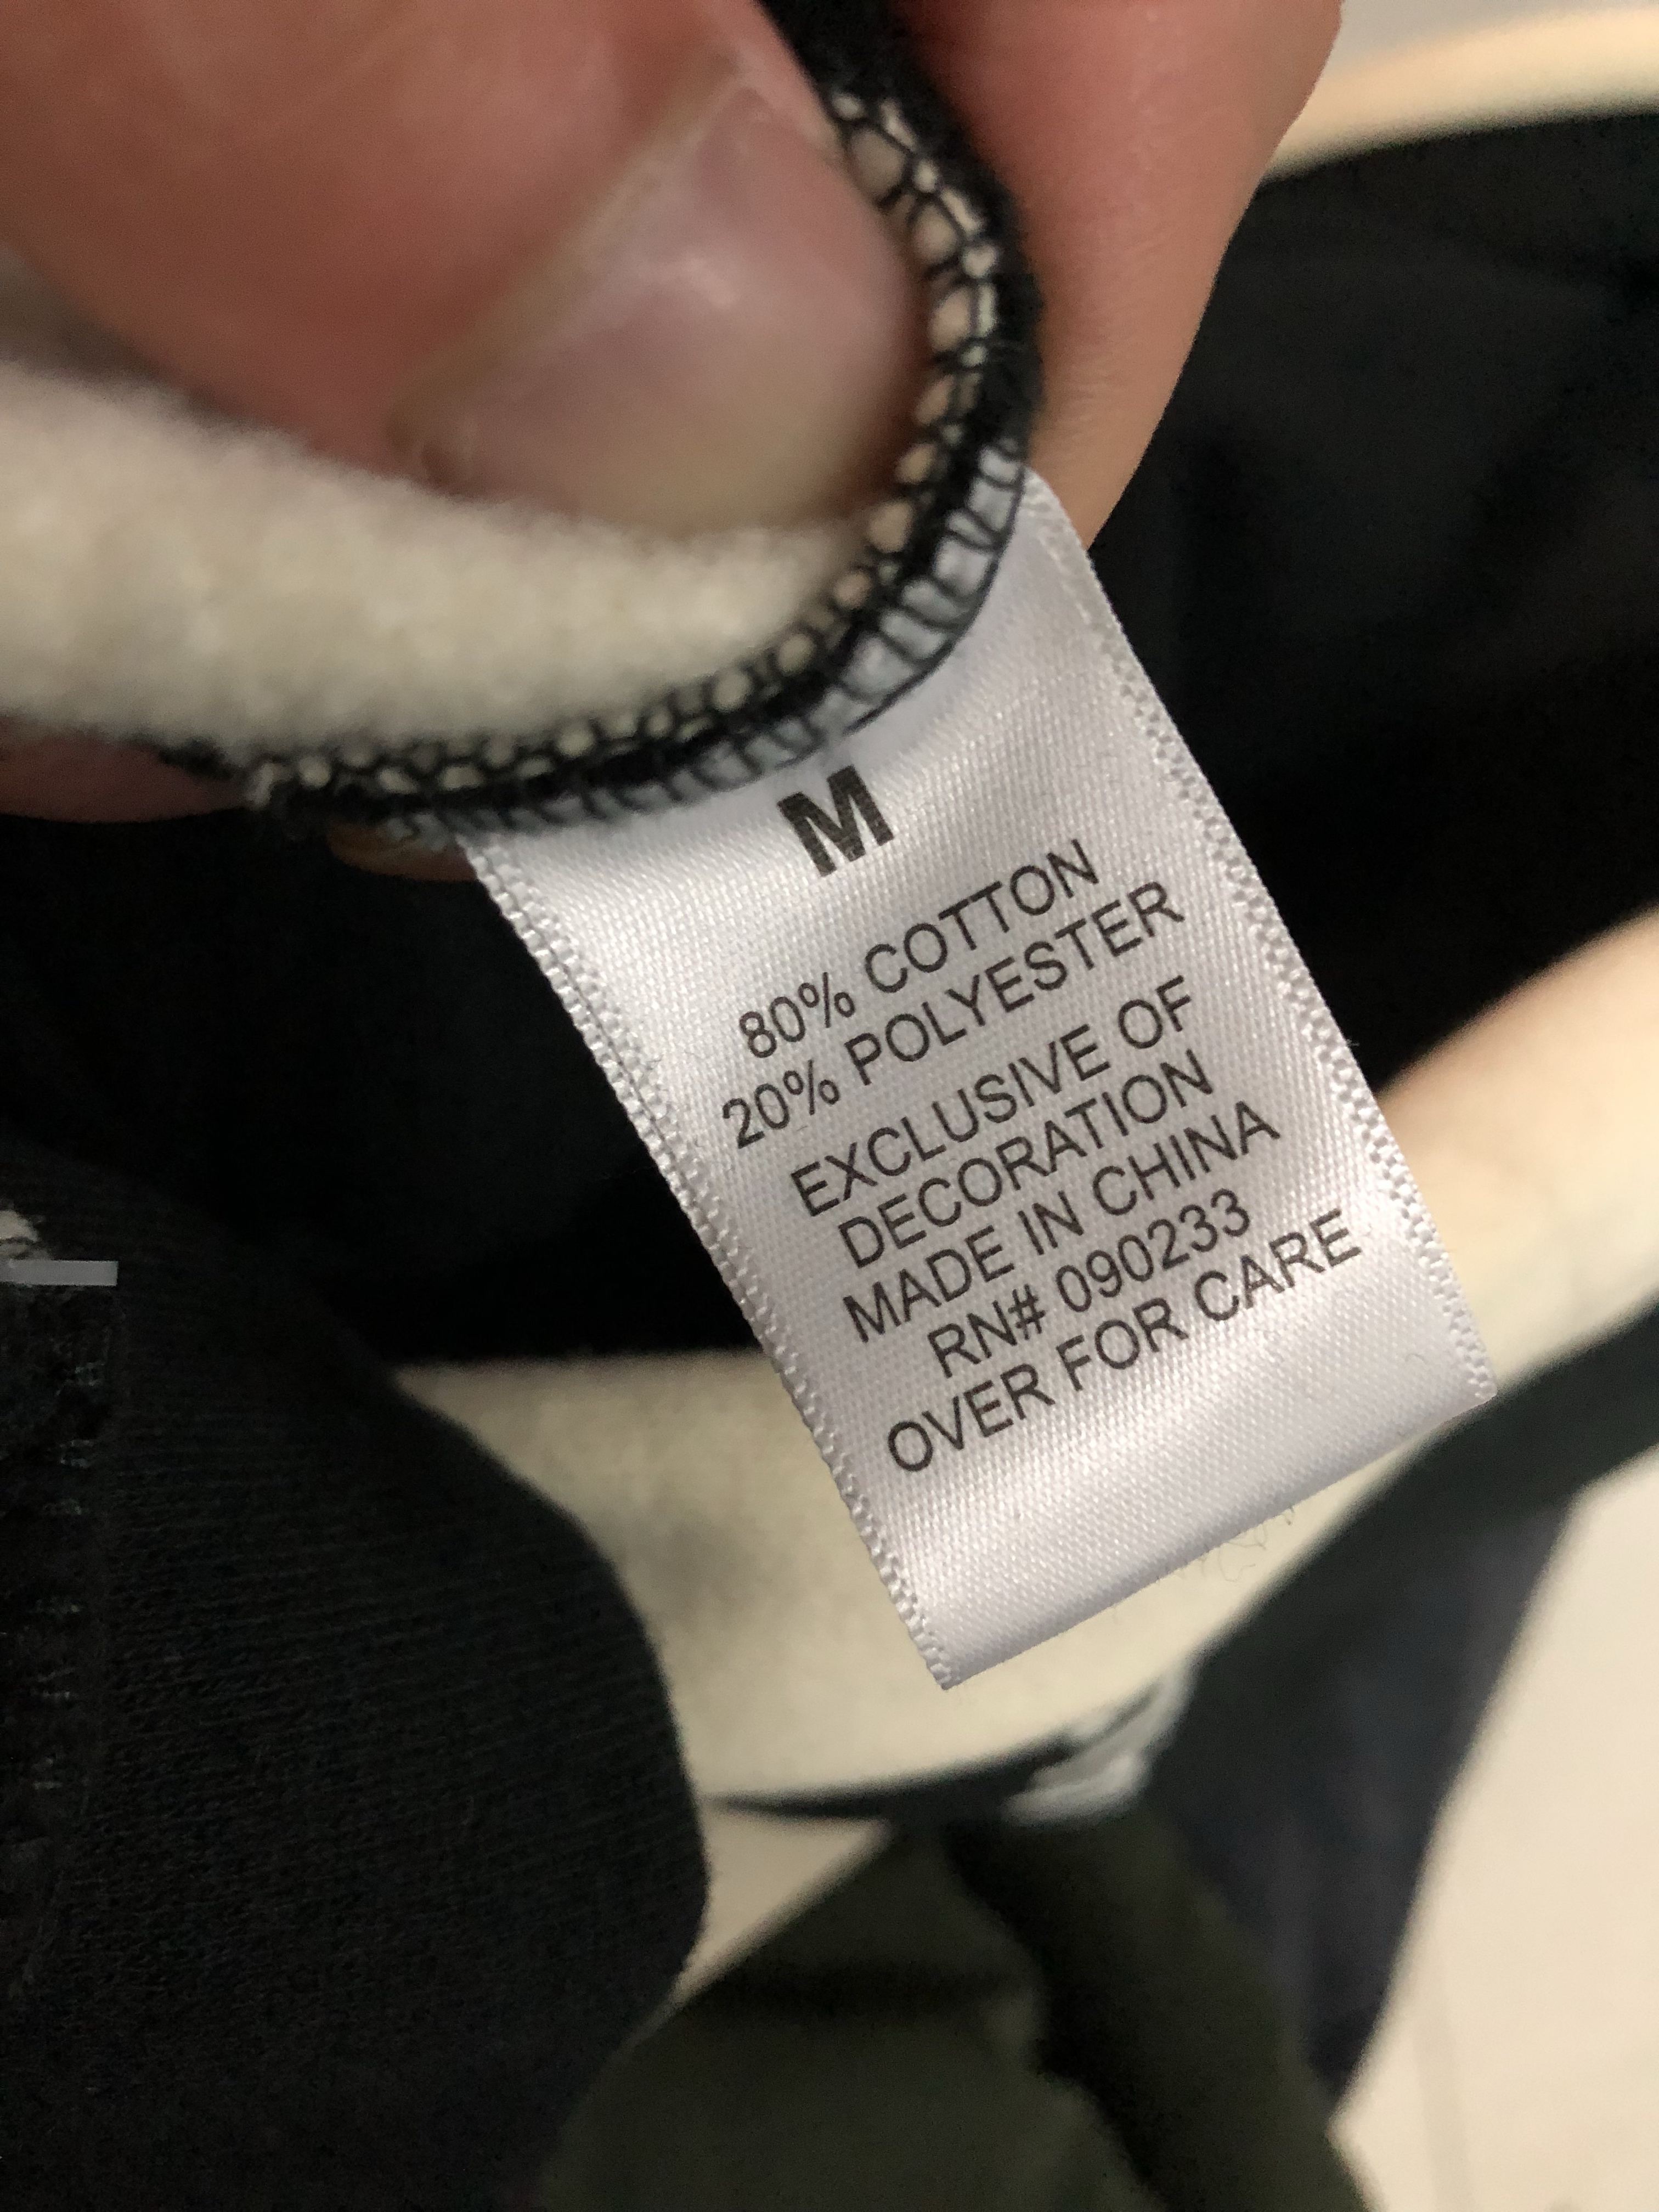 M
80% COTTON
20% POLYESTER
EXCLUSIVE OF
DECORATION
MADE IN CHINA
RN# 090233
OVER FOR CARE